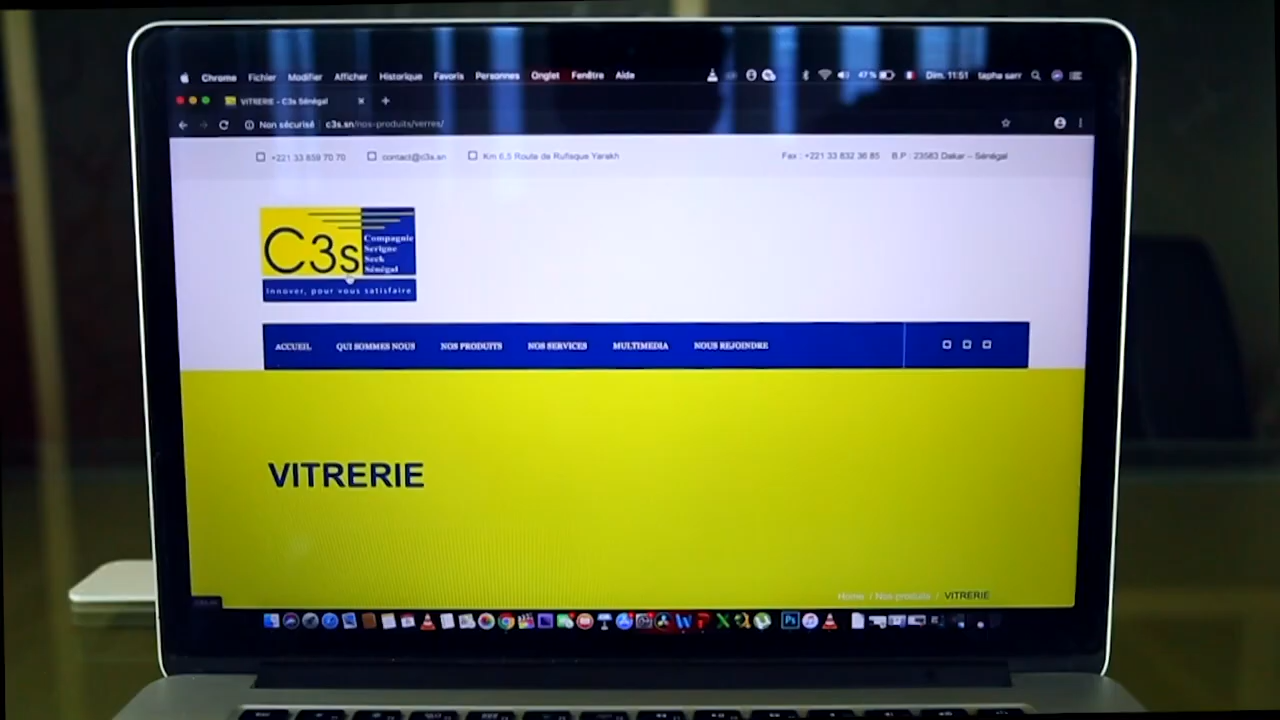 Chrome Fichier Modifier Afficher Historique Favoris Personnes Onglet Fenêtre Aide 47 % Dim. 11:51 tapha sarr
VITRERIE - C3s Sénégal
Non sécurisé c3s.sn/nos-produits/verres/
+221 33 859 70 70 contact@c3s.sn Km 6,5 Route de Rufisque Yarakh Fax : +221 33 832 36 85 B.P : 23583 Dakar – Sénégal
C3s
Compagnie
Serigne
Seck
Sénégal
Innover, pour vous satisfaire
ACCUEIL QUI SOMMES NOUS NOS PRODUITS NOS SERVICES MULTIMEDIA NOUS REJOINDRE
VITRERIE
Home / Nos produits / VITRERIE
Ps